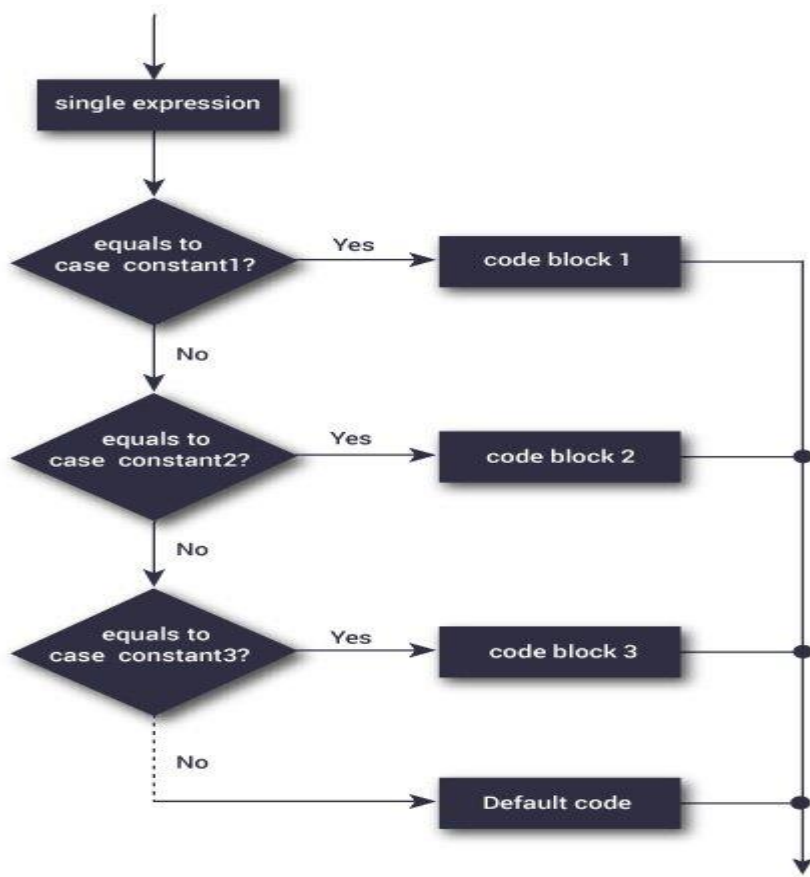 single expression
equals to
case constant1?
Yes
code block 1
No
equals to
case constant2?
Yes
code block 2
No
equals to
case constant3?
Yes
code block 3
No
Default code